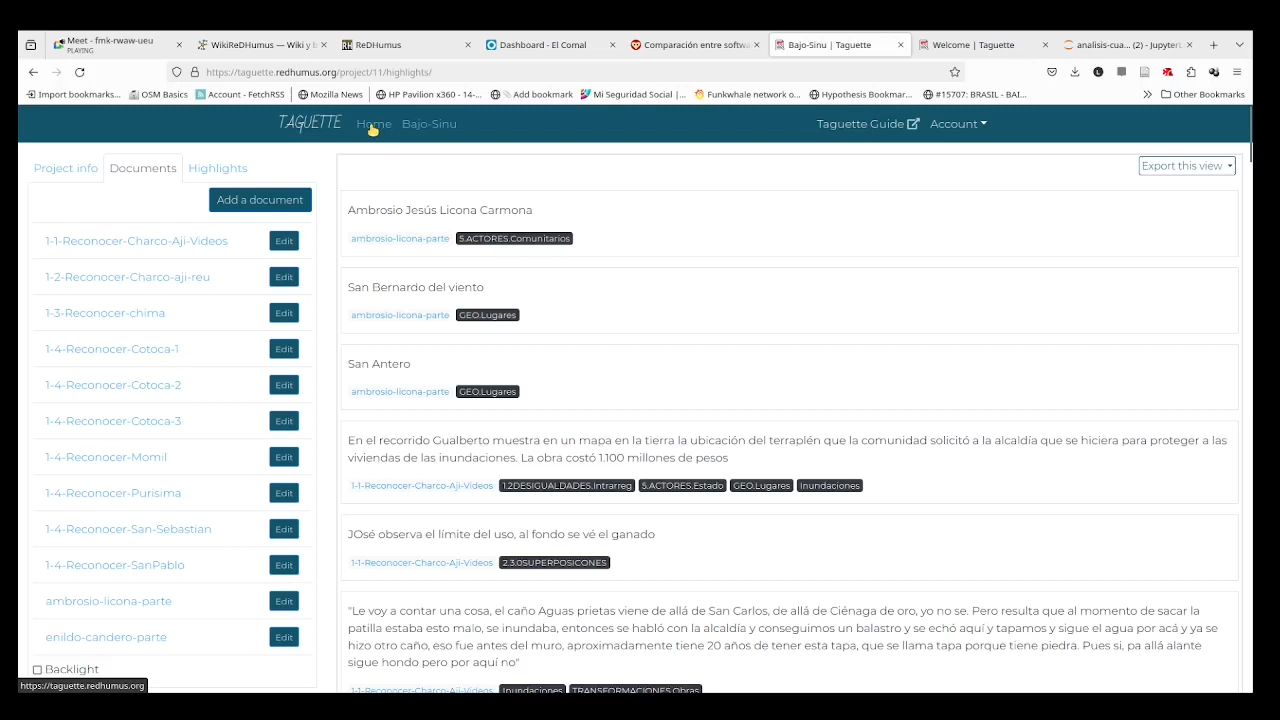 Meet - fmk-rwaw-ueu
PLAYING
WikiReDHumus — Wiki y b
ReDHumus
Dashboard - El Comal
Comparación entre softwa
Bajo-Sinu | Taguette
Welcome | Taguette
analisis-cua... (2) - Jupyter
https://taguette.redhumus.org/project/11/highlights/
Import bookmarks...
OSM Basics
Account - FetchRSS
Mozilla News
HP Pavilion x360 - 14-...
Add bookmark
Mi Seguridad Social |...
Funkwhale network o...
Hypothesis Bookmar...
#15707: BRASIL - BAI...
Other Bookmarks
TAGUETTE Home Bajo-Sinu Taguette Guide Account
Project info Documents Highlights
Export this view
Add a document
1-1-Reconocer-Charco-Aji-Videos Edit
1-2-Reconocer-Charco-aji-reu Edit
1-3-Reconocer-chima Edit
1-4-Reconocer-Cotoca-1 Edit
1-4-Reconocer-Cotoca-2 Edit
1-4-Reconocer-Cotoca-3 Edit
1-4-Reconocer-Momil Edit
1-4-Reconocer-Purisima Edit
1-4-Reconocer-San-Sebastian Edit
1-4-Reconocer-SanPablo Edit
ambrosio-licona-parte Edit
enildo-candero-parte Edit
Backlight
https://taguette.redhumus.org
Ambrosio Jesús Licona Carmona
ambrosio-licona-parte 5.ACTORES.Comunitarios
San Bernardo del viento
ambrosio-licona-parte GEO.Lugares
San Antero
ambrosio-licona-parte GEO.Lugares
En el recorrido Gualberto muestra en un mapa en la tierra la ubicación del terraplén que la comunidad solicitó a la alcaldía que se hiciera para proteger a las
viviendas de las inundaciones. La obra costó 1.100 millones de pesos
1-1-Reconocer-Charco-Aji-Videos 1.2DESIGUALDADES.Intrarreg 5.ACTORES.Estado GEO.Lugares Inundaciones
JOsé observa el límite del uso, al fondo se vé el ganado
1-1-Reconocer-Charco-Aji-Videos 2.3.0SUPERPOSICONES
"Le voy a contar una cosa, el caño Aguas prietas viene de allá de San Carlos, de allá de Ciénaga de oro, yo no se. Pero resulta que al momento de sacar la
patilla estaba esto malo, se inundaba, entonces se habló con la alcaldía y conseguimos un balastro y se echó aquí y tapamos y sigue el agua por acá y ya se
hizo otro caño, eso fue antes del muro, aproximadamente tiene 20 años de tener esta tapa, que se llama tapa porque tiene piedra. Pues si, pa allá alante
sigue hondo pero por aquí no"
1-1-Reconocer-Charco-Aji-Videos Inundaciones TRANSFORMACIONES.Obras